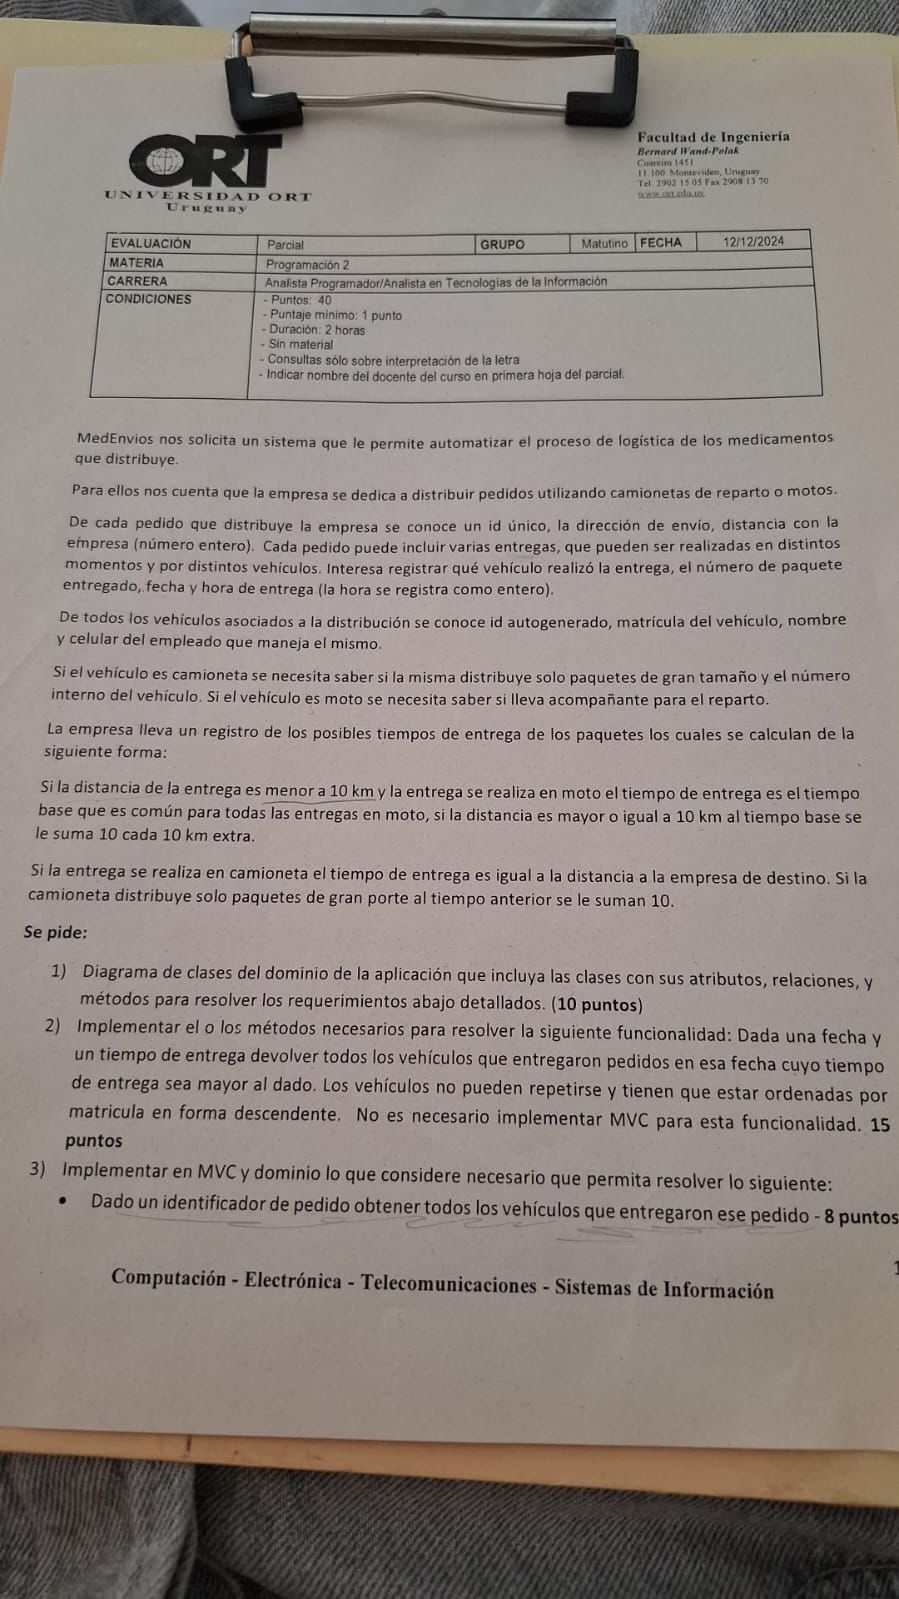 ORT
UNIVERSIDAD ORT
Uruguay
Facultad de Ingeniería
Bernard Wand-Polak
Cuareim 1451
11.100 Montevideo, Uruguay
Tel. 2902 15 05 Fax 2908 13 70
www.ort.edu.uy
EVALUACIÓN Parcial GRUPO Matutino FECHA 12/12/2024
MATERIA Programación 2
CARRERA Analista Programador/Analista en Tecnologías de la Información
CONDICIONES - Puntos: 40
- Puntaje mínimo: 1 punto
- Duración: 2 horas
- Sin material
- Consultas sólo sobre interpretación de la letra
- Indicar nombre del docente del curso en primera hoja del parcial.
MedEnvios nos solicita un sistema que le permite automatizar el proceso de logística de los medicamentos
que distribuye.
Para ellos nos cuenta que la empresa se dedica a distribuir pedidos utilizando camionetas de reparto o motos.
De cada pedido que distribuye la empresa se conoce un id único, la dirección de envío, distancia con la
empresa (número entero). Cada pedido puede incluir varias entregas, que pueden ser realizadas en distintos
momentos y por distintos vehículos. Interesa registrar qué vehículo realizó la entrega, el número de paquete
entregado, fecha y hora de entrega (la hora se registra como entero).
De todos los vehículos asociados a la distribución se conoce id autogenerado, matrícula del vehículo, nombre
y celular del empleado que maneja el mismo.
Si el vehículo es camioneta se necesita saber si la misma distribuye solo paquetes de gran tamaño y el número
interno del vehículo. Si el vehículo es moto se necesita saber si lleva acompañante para el reparto.
La empresa lleva un registro de los posibles tiempos de entrega de los paquetes los cuales se calculan de la
siguiente forma:
Si la distancia de la entrega es menor a 10 km y la entrega se realiza en moto el tiempo de entrega es el tiempo
base que es común para todas las entregas en moto, si la distancia es mayor o igual a 10 km al tiempo base se
le suma 10 cada 10 km extra.
Si la entrega se realiza en camioneta el tiempo de entrega es igual a la distancia a la empresa de destino. Si la
camioneta distribuye solo paquetes de gran porte al tiempo anterior se le suman 10.
Se pide:
1) Diagrama de clases del dominio de la aplicación que incluya las clases con sus atributos, relaciones, y
métodos para resolver los requerimientos abajo detallados. (10 puntos)
2) Implementar el o los métodos necesarios para resolver la siguiente funcionalidad: Dada una fecha y
un tiempo de entrega devolver todos los vehículos que entregaron pedidos en esa fecha cuyo tiempo
de entrega sea mayor al dado. Los vehículos no pueden repetirse y tienen que estar ordenadas por
matricula en forma descendente. No es necesario implementar MVC para esta funcionalidad. 15
puntos
3) Implementar en MVC y dominio lo que considere necesario que permita resolver lo siguiente:
• Dado un identificador de pedido obtener todos los vehículos que entregaron ese pedido - 8 puntos
1
Computación - Electrónica - Telecomunicaciones - Sistemas de Información